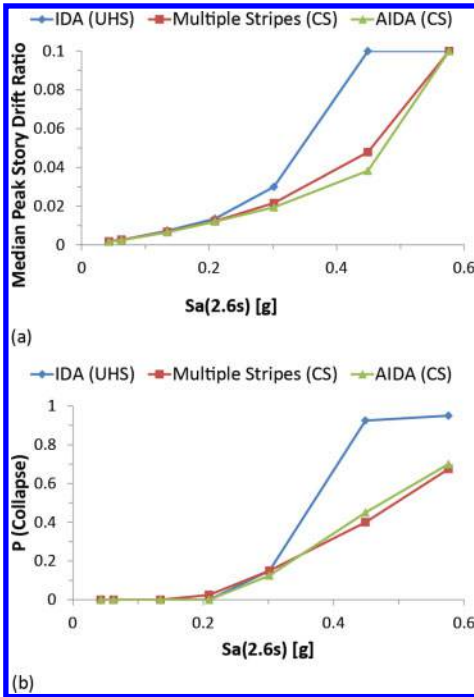 IDA (UHS) Multiple Stripes (CS) AIDA (CS)
Median Peak Story Drift Ratio
0.1
0.08
0.06
0.04
0.02
0
0 0.2 0.4 0.6
Sa(2.6s) [g]
(a)
IDA (UHS) Multiple Stripes (CS) AIDA (CS)
P (Collapse)
1
0.8
0.6
0.4
0.2
0
0 0.2 0.4 0.6
Sa(2.6s) [g]
(b)